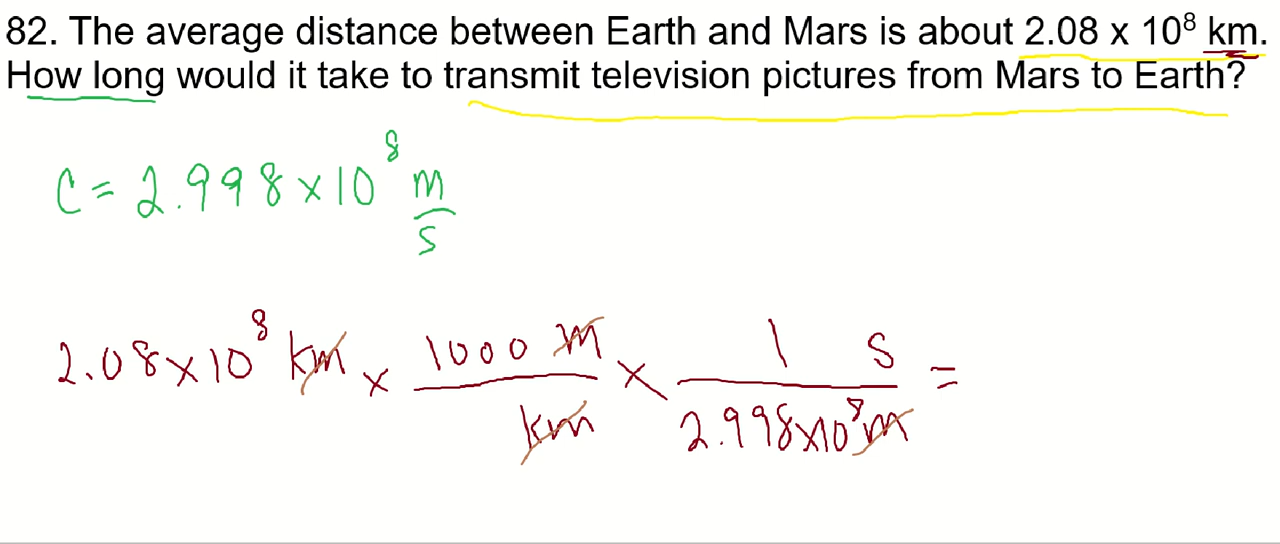 82. The average distance between Earth and Mars is about 2.08 x 10⁸ km.
How long would it take to transmit television pictures from Mars to Earth?
C = 2.998 × 10⁸ m/s
2.08 × 10⁸ km × 1000 m/km × 1 s/2.998×10⁸ m =